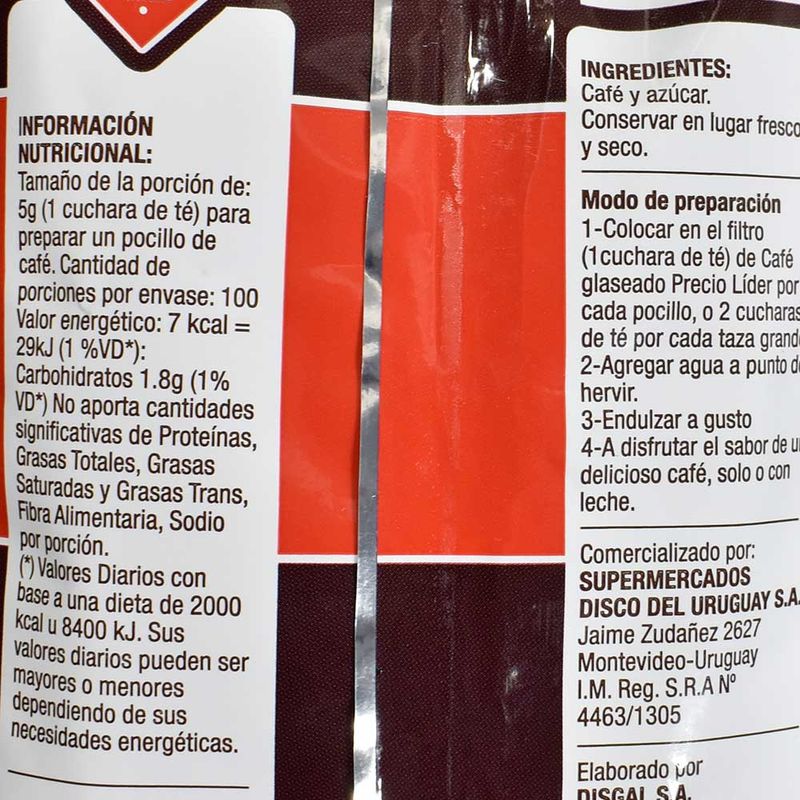 INFORMACIÓN
NUTRICIONAL:
Tamaño de la porción de:
5g (1 cuchara de té) para
preparar un pocillo de
café. Cantidad de
porciones por envase: 100
Valor energético: 7 kcal =
29kJ (1 %VD*):
Carbohidratos 1.8g (1%
VD*) No aporta cantidades
significativas de Proteínas,
Grasas Totales, Grasas
Saturadas y Grasas Trans,
Fibra Alimentaria, Sodio
por porción.
(*) Valores Diarios con
base a una dieta de 2000
kcal u 8400 kJ. Sus
valores diarios pueden ser
mayores o menores
dependiendo de sus
necesidades energéticas.
INGREDIENTES:
Café y azúcar.
Conservar en lugar fresco
y seco.
Modo de preparación
1-Colocar en el filtro
(1cuchara de té) de Café
glaseado Precio Líder por
cada pocillo, o 2 cucharas
de té por cada taza grande
2-Agregar agua a punto de
hervir.
3-Endulzar a gusto
4-A disfrutar el sabor de un
delicioso café, solo o con
leche.
Comercializado por:
SUPERMERCADOS
DISCO DEL URUGUAY S.A.
Jaime Zudañez 2627
Montevideo-Uruguay
I.M. Reg. S.R.A Nº
4463/1305
Elaborado por
DISGAL S.A.